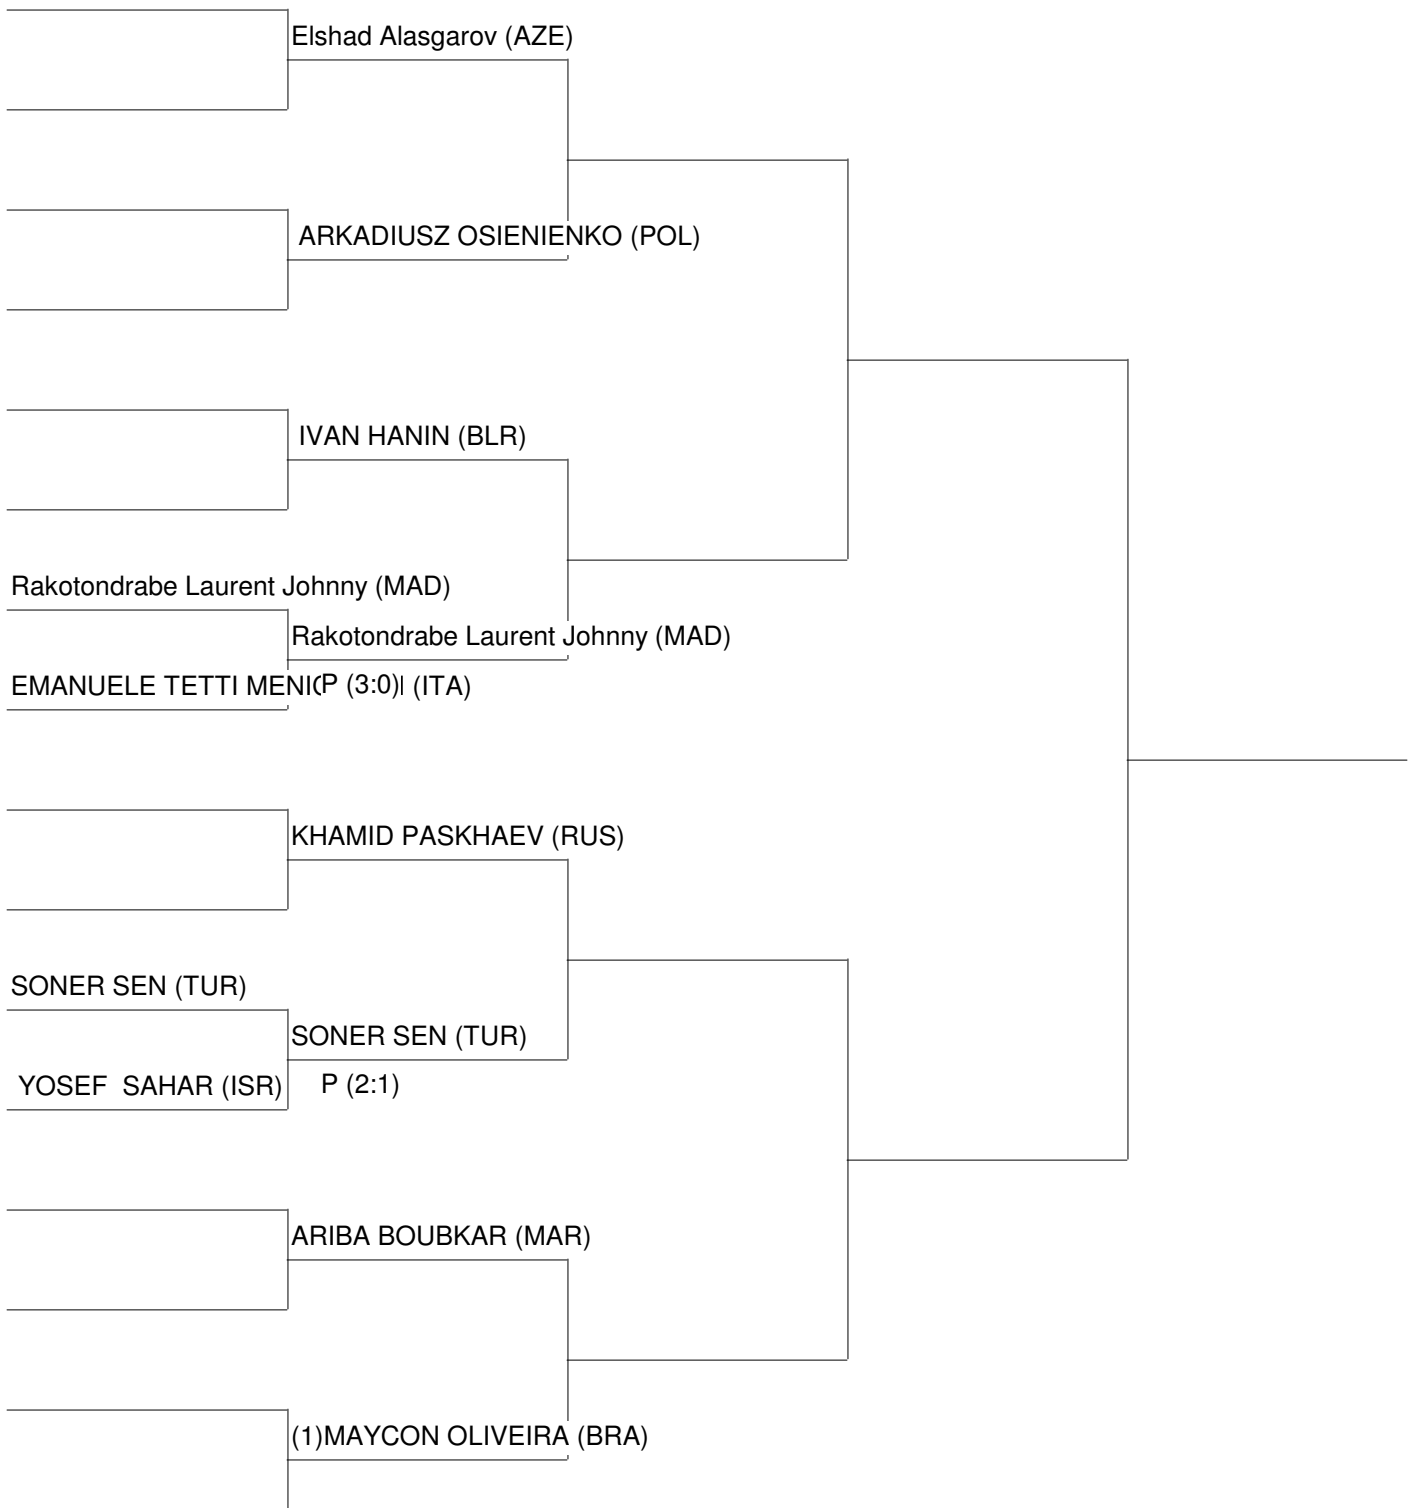 Elshad Alasgarov (AZE)
ARKADIUSZ OSIENIENKO (POL)
IVAN HANIN (BLR)
Rakotondrabe Laurent Johnny (MAD)
Rakotondrabe Laurent Johnny (MAD)
EMANUELE TETTI (ITA)
P (3:0)
KHAMID PASKHAEV (RUS)
SONER SEN (TUR)
SONER SEN (TUR)
YOSEF SAHAR (ISR)
P (2:1)
ARIBA BOUBKAR (MAR)
(1)MAYCON OLIVEIRA (BRA)